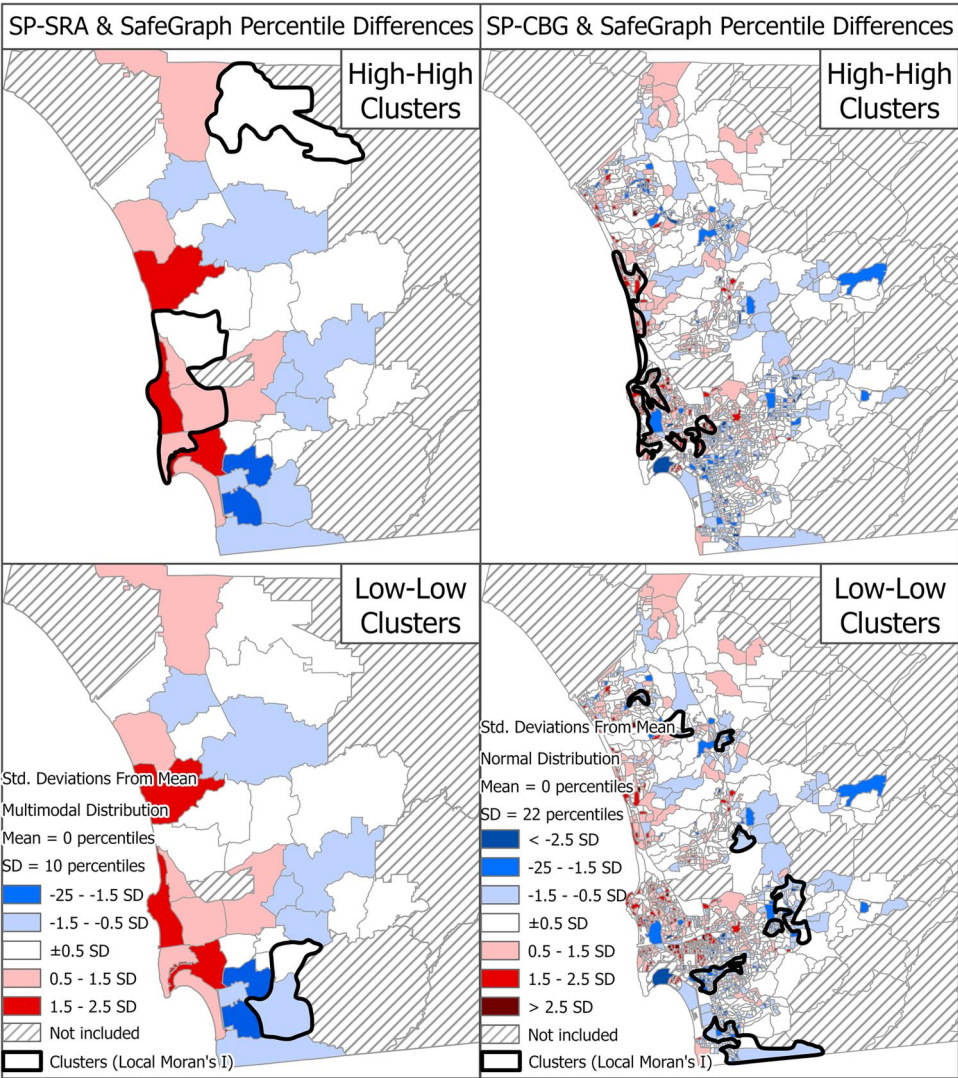 SP-SRA & SafeGraph Percentile Differences
SP-CBG & SafeGraph Percentile Differences
High-High
Clusters
High-High
Clusters
Low-Low
Clusters
Std. Deviations From Mean
Multimodal Distribution
Mean = 0 percentiles
SD = 10 percentiles
-25 - -1.5 SD
-1.5 - -0.5 SD
±0.5 SD
0.5 - 1.5 SD
1.5 - 2.5 SD
Not included
Clusters (Local Moran's I)
Low-Low
Clusters
Std. Deviations From Mean
Normal Distribution
Mean = 0 percentiles
SD = 22 percentiles
< -2.5 SD
-25 - -1.5 SD
-1.5 - -0.5 SD
±0.5 SD
0.5 - 1.5 SD
1.5 - 2.5 SD
> 2.5 SD
Not included
Clusters (Local Moran's I)